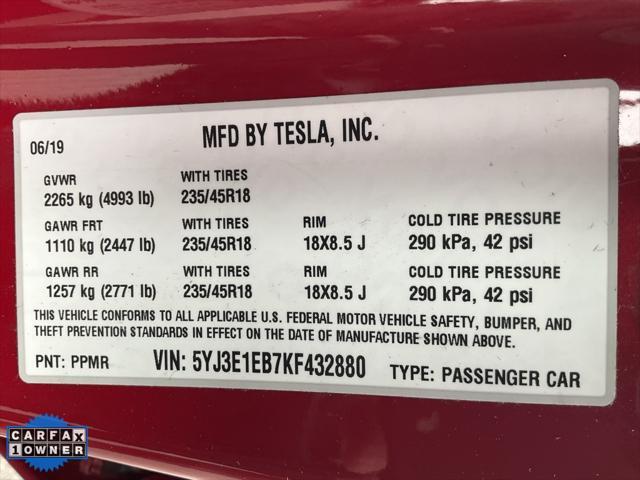 06/19 MFD BY TESLA, INC.
GVWR WITH TIRES
2265 kg (4993 lb) 235/45R18
GAWR FRT WITH TIRES RIM COLD TIRE PRESSURE
1110 kg (2447 lb) 235/45R18 18X8.5 J 290 kPa, 42 psi
GAWR RR WITH TIRES RIM COLD TIRE PRESSURE
1257 kg (2771 lb) 235/45R18 18X8.5 J 290 kPa, 42 psi
THIS VEHICLE CONFORMS TO ALL APPLICABLE U.S. FEDERAL MOTOR VEHICLE SAFETY, BUMPER, AND
THEFT PREVENTION STANDARDS IN EFFECT ON THE DATE OF MANUFACTURE SHOWN ABOVE.
PNT: PPMR VIN: 5YJ3E1EB7KF432880 TYPE: PASSENGER CAR
CARFAX
1 OWNER